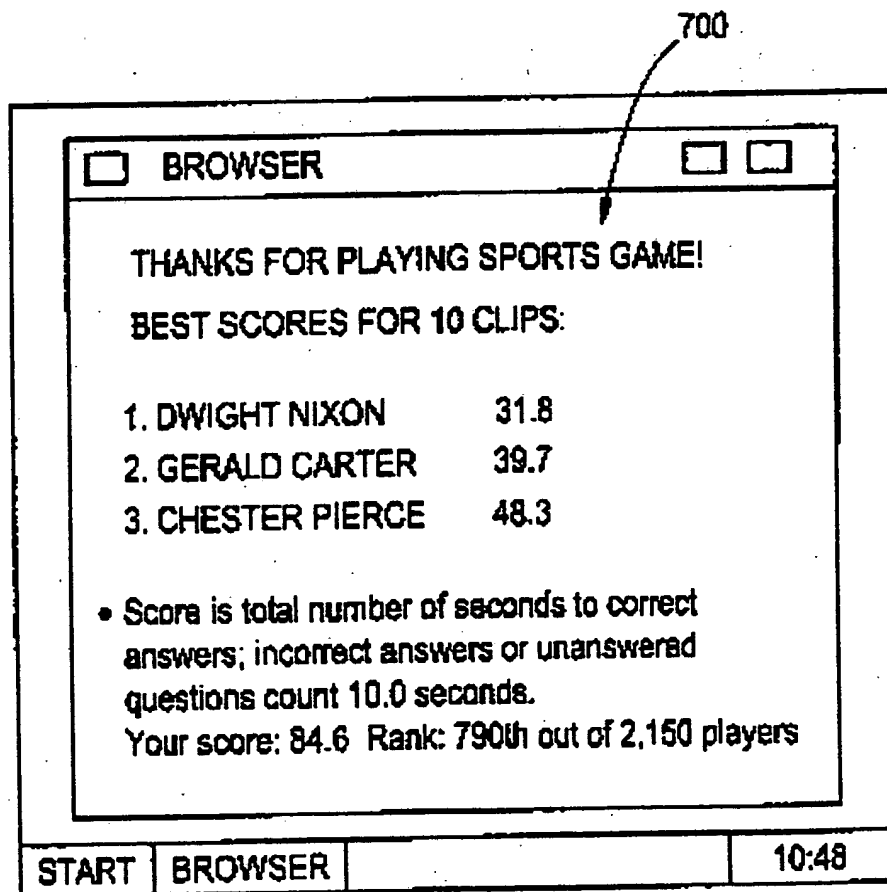 700
BROWSER
THANKS FOR PLAYING SPORTS GAME!
BEST SCORES FOR 10 CLIPS:
1. DWIGHT NIXON 31.8
2. GERALD CARTER 39.7
3. CHESTER PIERCE 48.3
• Score is total number of seconds to correct
answers; incorrect answers or unanswered
questions count 10.0 seconds.
Your score: 84.6 Rank: 790th out of 2,150 players
START BROWSER 10:48